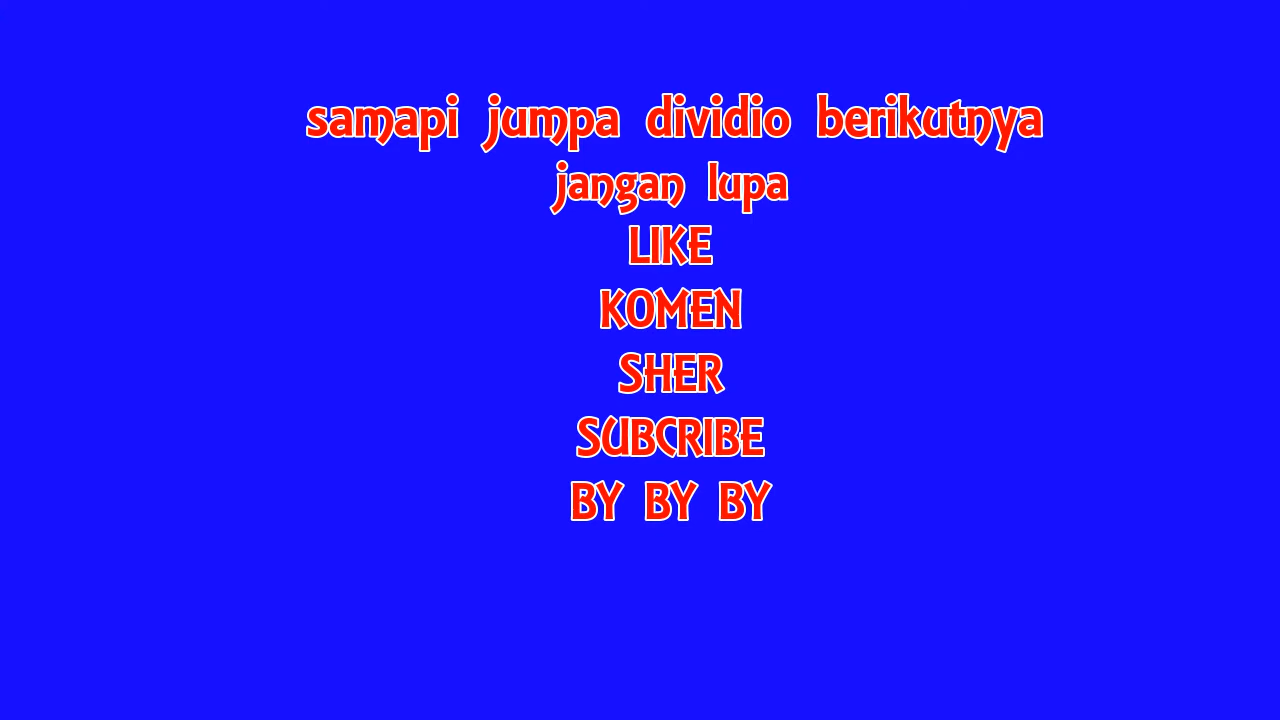 samapi jumpa dividio berikutnya
jangan lupa
LIKE
KOMEN
SHER
SUBCRIBE
BY BY BY